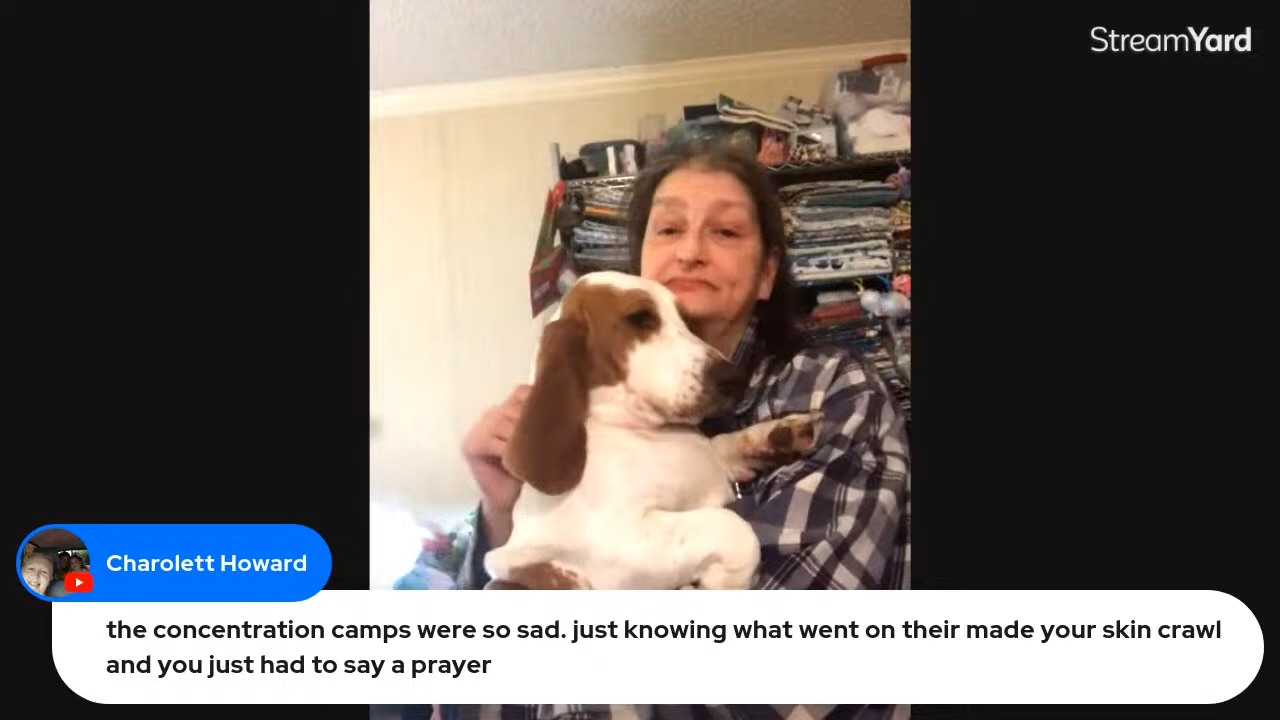 StreamYard
Charolett Howard
the concentration camps were so sad. just knowing what went on their made your skin crawl
and you just had to say a prayer